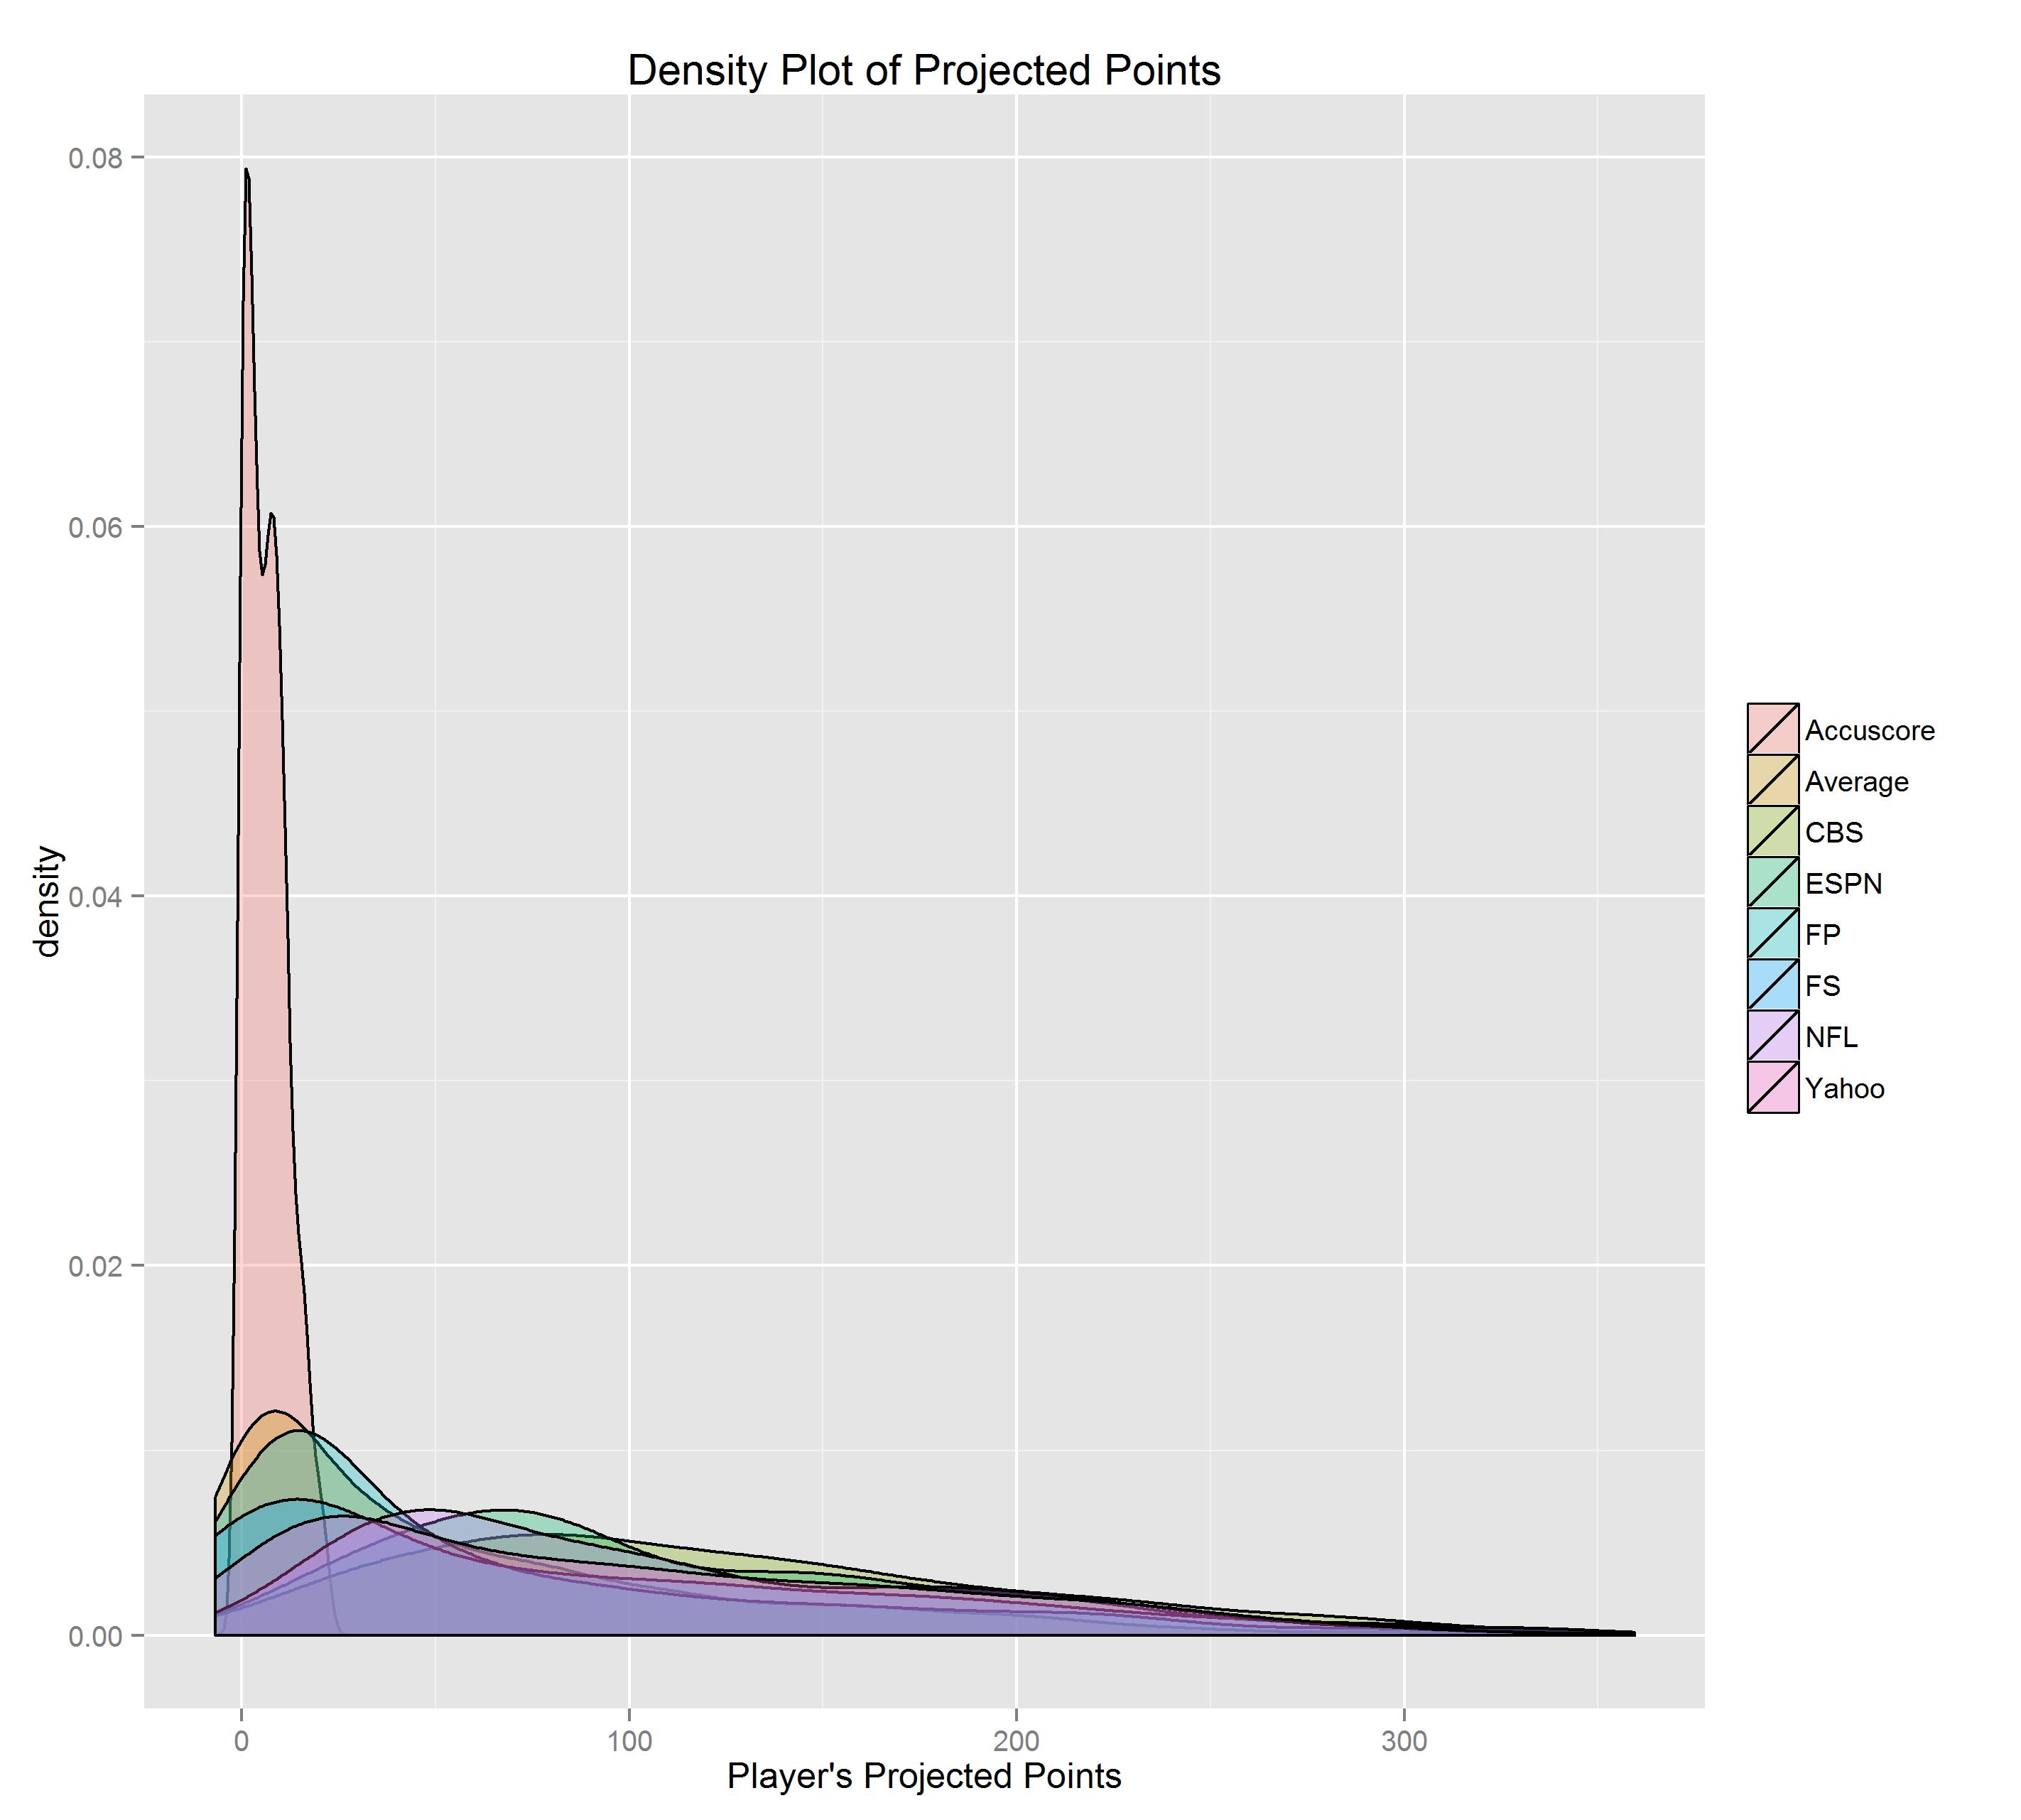 Density Plot of Projected Points
density
0.08
0.06
0.04
0.02
0.00
0 100 200 300
Player's Projected Points
Accuscore
Average
CBS
ESPN
FP
FS
NFL
Yahoo